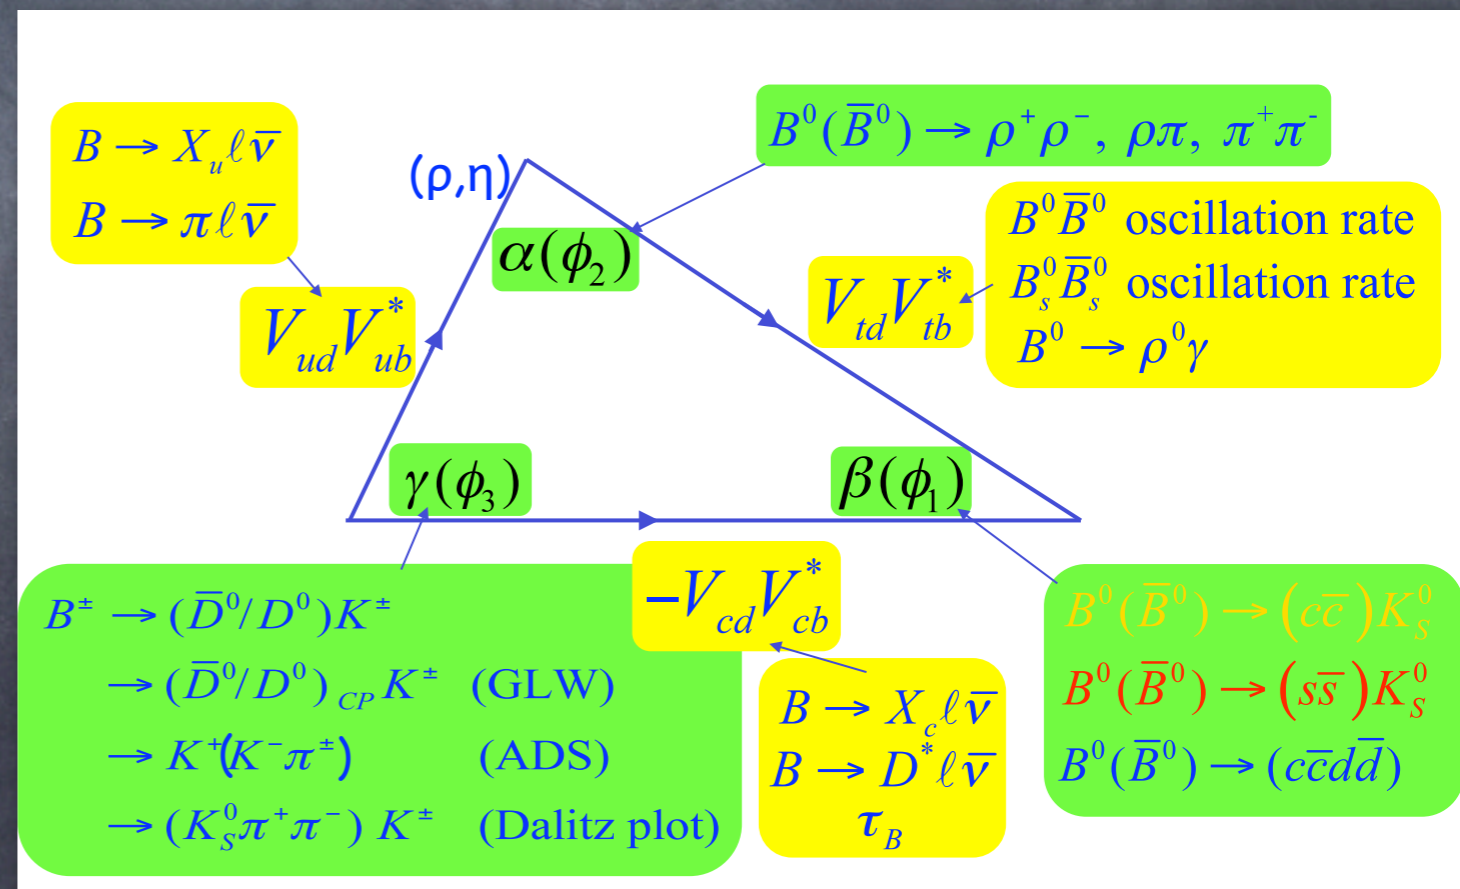 B → X_u ℓ ν̅
B → π ℓ ν̅
(ρ,η)
B⁰(B̅⁰) → ρ⁺ρ⁻, ρπ, π⁺π⁻
α(ϕ₂)
V_ud V_ub*
V_td V_tb*
B⁰B̅⁰ oscillation rate
B_s⁰B̅_s⁰ oscillation rate
B⁰ → ρ⁰γ
γ(ϕ₃)
β(ϕ₁)
−V_cd V_cb*
B± → (D̅⁰/D⁰)K±
→ (D̅⁰/D⁰)_CP K± (GLW)
→ K⁺(K⁻π±) (ADS)
→ (K_S⁰π⁺π⁻) K± (Dalitz plot)
B → X_c ℓ ν̅
B → D* ℓ ν̅
τ_B
B⁰(B̅⁰) → (cc̅)K_S⁰
B⁰(B̅⁰) → (ss̅)K_S⁰
B⁰(B̅⁰) → (cc̅dd̅)